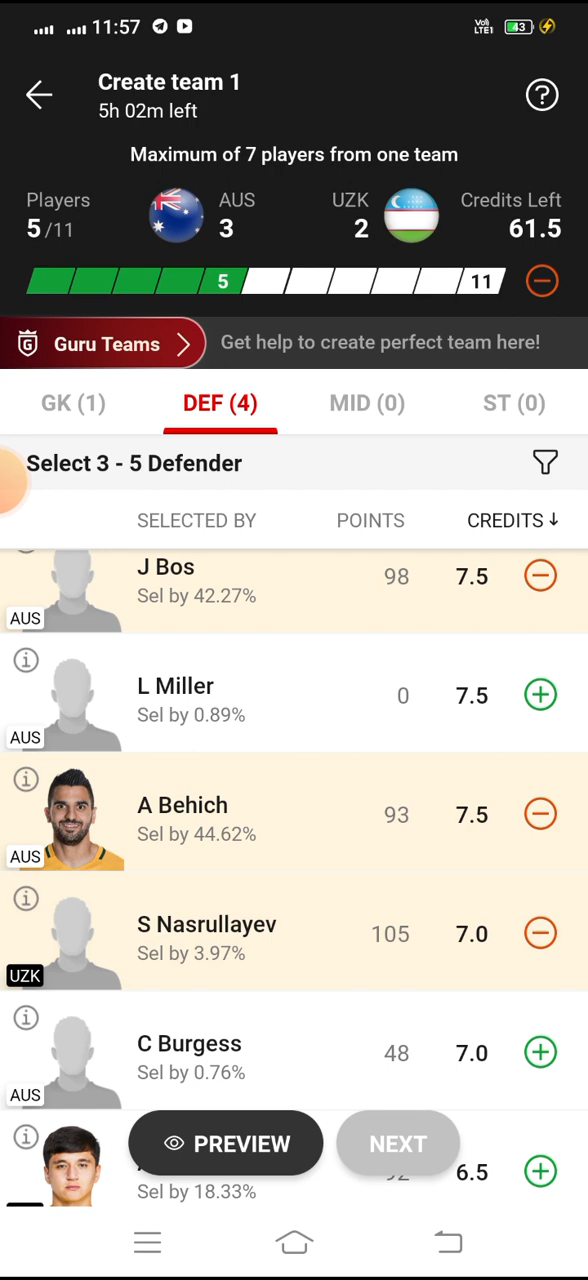 11:57
VoI) LTE1
43
Create team 1
5h 02m left
Maximum of 7 players from one team
Players
5 /11
AUS
3
UZK
2
Credits Left
61.5
5
11
G
Guru Teams
Get help to create perfect team here!
GK (1)
DEF (4)
MID (0)
ST (0)
Select 3 - 5 Defender
SELECTED BY
POINTS
CREDITS ↓
J Bos
98
7.5
Sel by 42.27%
AUS
L Miller
0
7.5
Sel by 0.89%
AUS
A Behich
93
7.5
Sel by 44.62%
AUS
S Nasrullayev
105
7.0
Sel by 3.97%
UZK
C Burgess
48
7.0
Sel by 0.76%
AUS
PREVIEW
NEXT
6.5
Sel by 18.33%